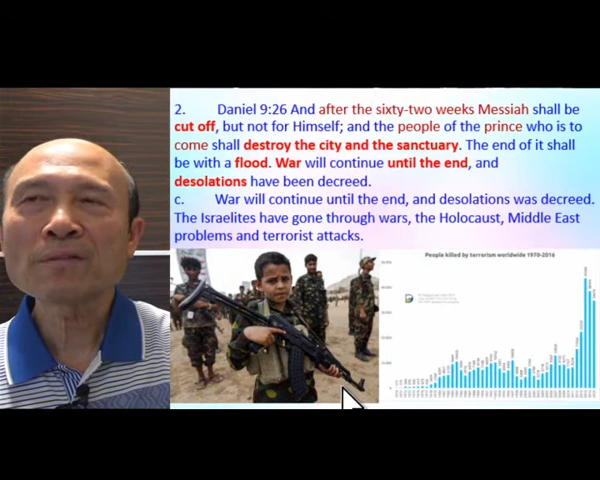 2. Daniel 9:26 And after the sixty-two weeks Messiah shall be
cut off, but not for Himself; and the people of the prince who is to
come shall destroy the city and the sanctuary. The end of it shall
be with a flood. War will continue until the end, and
desolations have been decreed.
c. War will continue until the end, and desolations was decreed.
The Israelites have gone through wars, the Holocaust, Middle East
problems and terrorist attacks.
People killed by terrorism worldwide 1970-2016